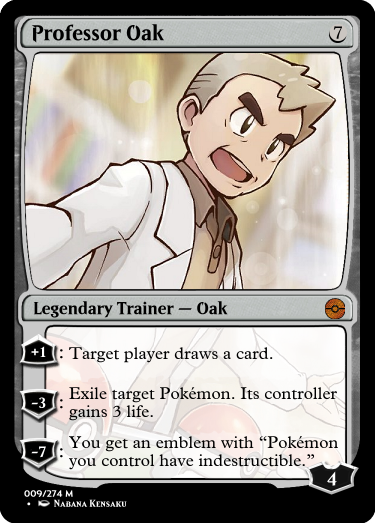 Professor Oak 7
Legendary Trainer — Oak
+1: Target player draws a card.
-3: Exile target Pokémon. Its controller
gains 3 life.
-7: You get an emblem with “Pokémon
you control have indestructible.”
4
009/274 M
• Nabana Kensaku